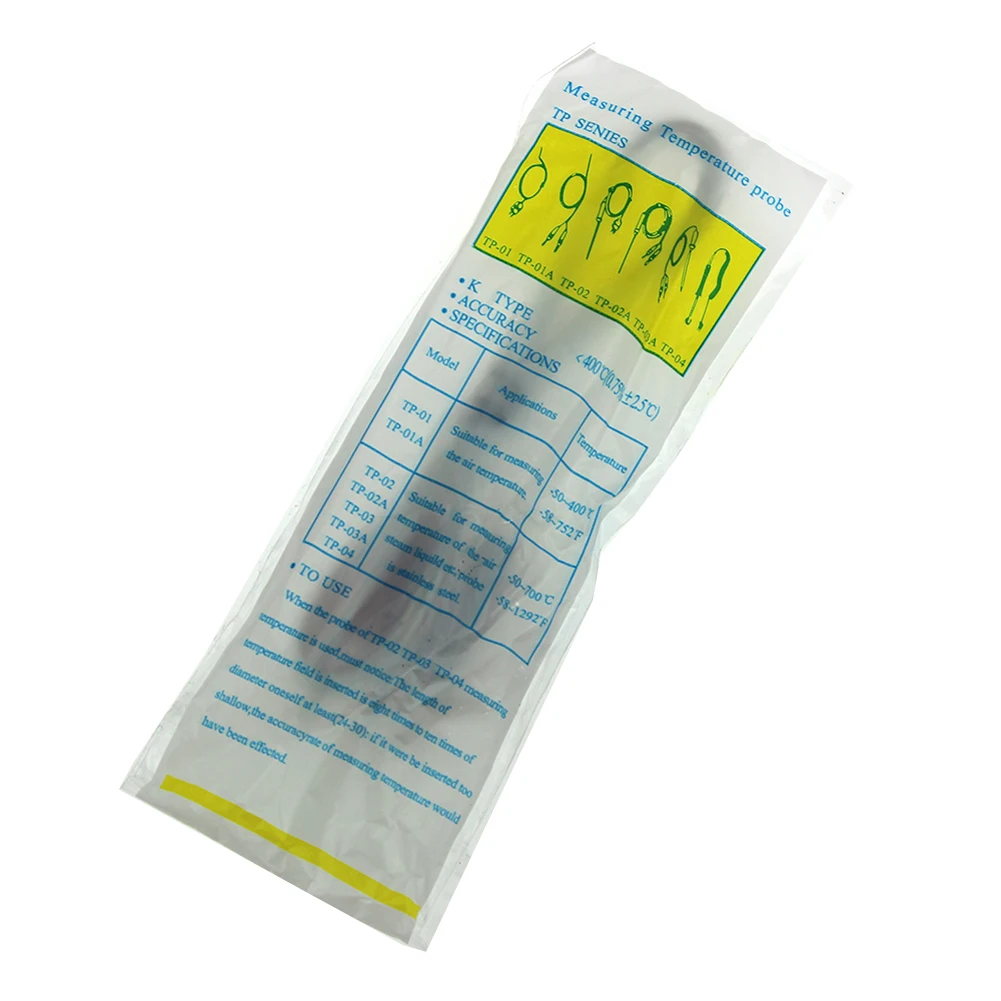 Measuring Temperature probe
TP SENIES
TP-01 TP-01A TP-02 TP-02A TP-03A TP-04
• K TYPE
• ACCURACY <400℃(0.75%±2.5℃)
• SPECIFICATIONS
Model Applications Temperature
TP-01
TP-01A
Suitable for measuring
the air temperature.
-50~400℃
-58~752℉
TP-02
TP-02A
TP-03
TP-03A
TP-04
Suitable for measuring
temperature of the air
steam liquild etc; probe
is stainless steel.
-50~700℃
-58~1292℉
• TO USE
When the probe of TP-02 TP-03 TP-04 measuring
temperature is used,must notice:The length of
temperature field is inserted is eight times to ten times of
diameter oneself at least(24-30): if it were be inserted too
shallow,the accuracyrate of measuring temperature would
have been effected.